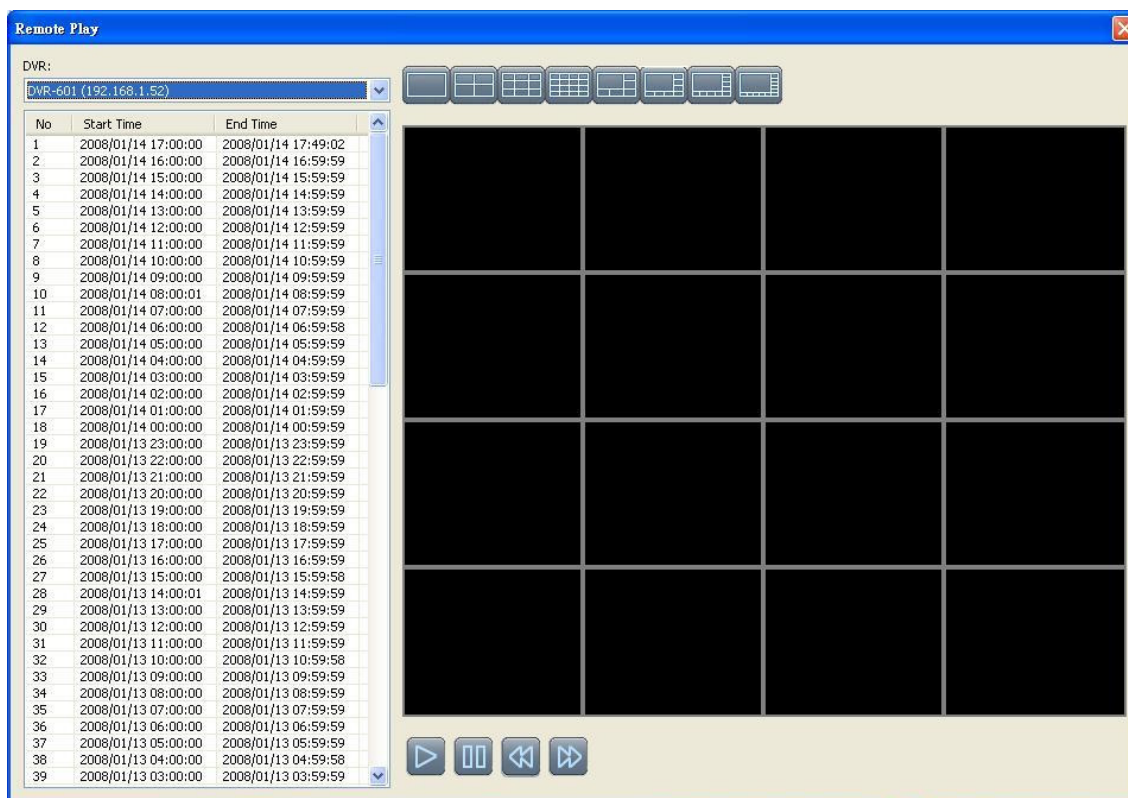 Remote Play
DVR:
DVR-601 (192.168.1.52)
No Start Time End Time
1 2008/01/14 17:00:00 2008/01/14 17:49:02
2 2008/01/14 16:00:00 2008/01/14 16:59:59
3 2008/01/14 15:00:00 2008/01/14 15:59:59
4 2008/01/14 14:00:00 2008/01/14 14:59:59
5 2008/01/14 13:00:00 2008/01/14 13:59:59
6 2008/01/14 12:00:00 2008/01/14 12:59:59
7 2008/01/14 11:00:00 2008/01/14 11:59:59
8 2008/01/14 10:00:00 2008/01/14 10:59:59
9 2008/01/14 09:00:00 2008/01/14 09:59:59
10 2008/01/14 08:00:01 2008/01/14 08:59:59
11 2008/01/14 07:00:00 2008/01/14 07:59:59
12 2008/01/14 06:00:00 2008/01/14 06:59:58
13 2008/01/14 05:00:00 2008/01/14 05:59:59
14 2008/01/14 04:00:00 2008/01/14 04:59:59
15 2008/01/14 03:00:00 2008/01/14 03:59:59
16 2008/01/14 02:00:00 2008/01/14 02:59:59
17 2008/01/14 01:00:00 2008/01/14 01:59:59
18 2008/01/14 00:00:00 2008/01/14 00:59:59
19 2008/01/13 23:00:00 2008/01/13 23:59:59
20 2008/01/13 22:00:00 2008/01/13 22:59:59
21 2008/01/13 21:00:00 2008/01/13 21:59:59
22 2008/01/13 20:00:00 2008/01/13 20:59:59
23 2008/01/13 19:00:00 2008/01/13 19:59:59
24 2008/01/13 18:00:00 2008/01/13 18:59:59
25 2008/01/13 17:00:00 2008/01/13 17:59:59
26 2008/01/13 16:00:00 2008/01/13 16:59:59
27 2008/01/13 15:00:00 2008/01/13 15:59:58
28 2008/01/13 14:00:01 2008/01/13 14:59:59
29 2008/01/13 13:00:00 2008/01/13 13:59:59
30 2008/01/13 12:00:00 2008/01/13 12:59:59
31 2008/01/13 11:00:00 2008/01/13 11:59:59
32 2008/01/13 10:00:00 2008/01/13 10:59:58
33 2008/01/13 09:00:00 2008/01/13 09:59:59
34 2008/01/13 08:00:00 2008/01/13 08:59:59
35 2008/01/13 07:00:00 2008/01/13 07:59:59
36 2008/01/13 06:00:00 2008/01/13 06:59:59
37 2008/01/13 05:00:00 2008/01/13 05:59:59
38 2008/01/13 04:00:00 2008/01/13 04:59:58
39 2008/01/13 03:00:00 2008/01/13 03:59:59